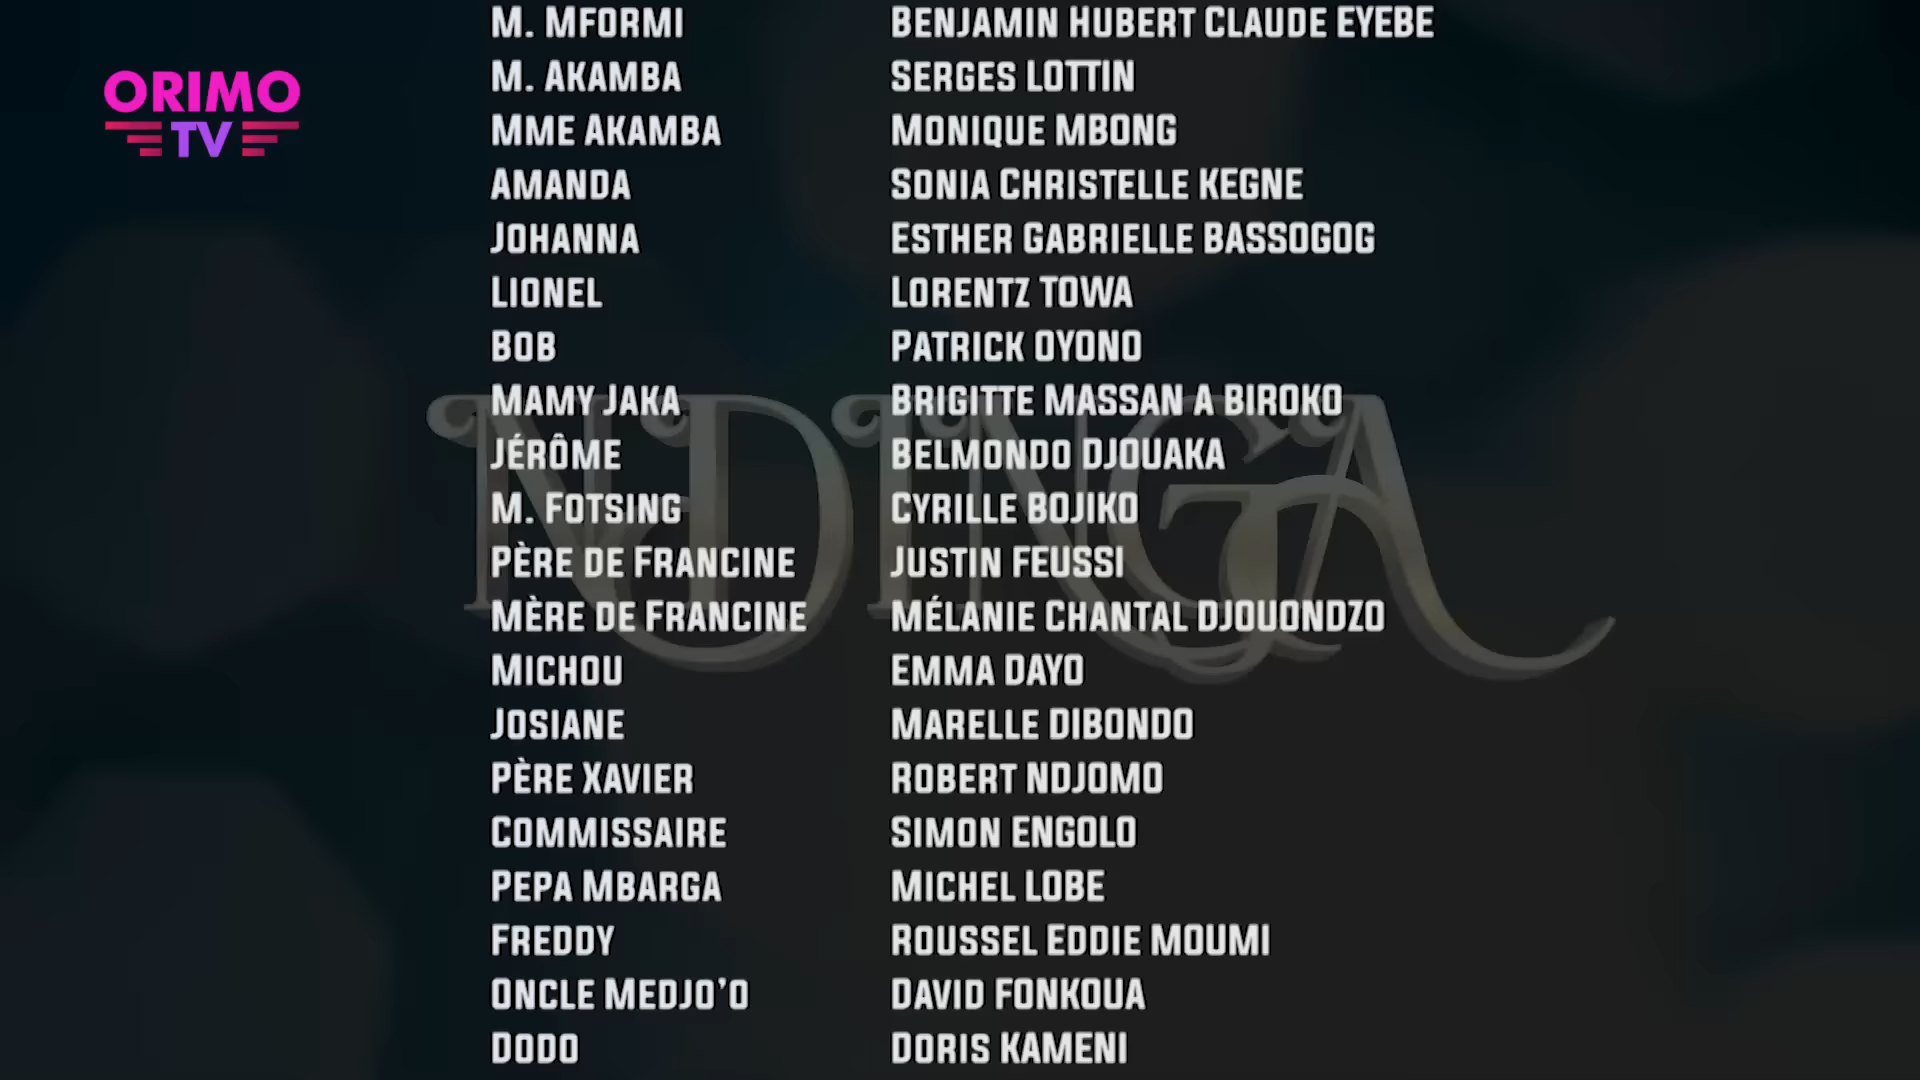 ORIMO
TV
M. Mformi Benjamin Hubert Claude EYEBE
M. Akamba Serges LOTTIN
Mme Akamba Monique MBONG
Amanda Sonia Christelle KEGNE
Johanna Esther Gabrielle BASSOGOG
Lionel Lorentz TOWA
Bob Patrick OYONO
Mamy Jaka Brigitte MASSAN A BIROKO
Jérôme Belmondo DJOUAKA
M. Fotsing Cyrille BOJIKO
Père de Francine Justin FEUSSI
Mère de Francine Mélanie Chantal DJOUONDZO
Michou Emma DAYO
Josiane Marelle DIBONDO
Père Xavier Robert NDJOMO
Commissaire Simon ENGOLO
Pepa Mbarga Michel LOBE
Freddy Roussel Eddie MOUMI
Oncle Medjo’o David FONKOUA
Dodo Doris KAMENI
NDINGA